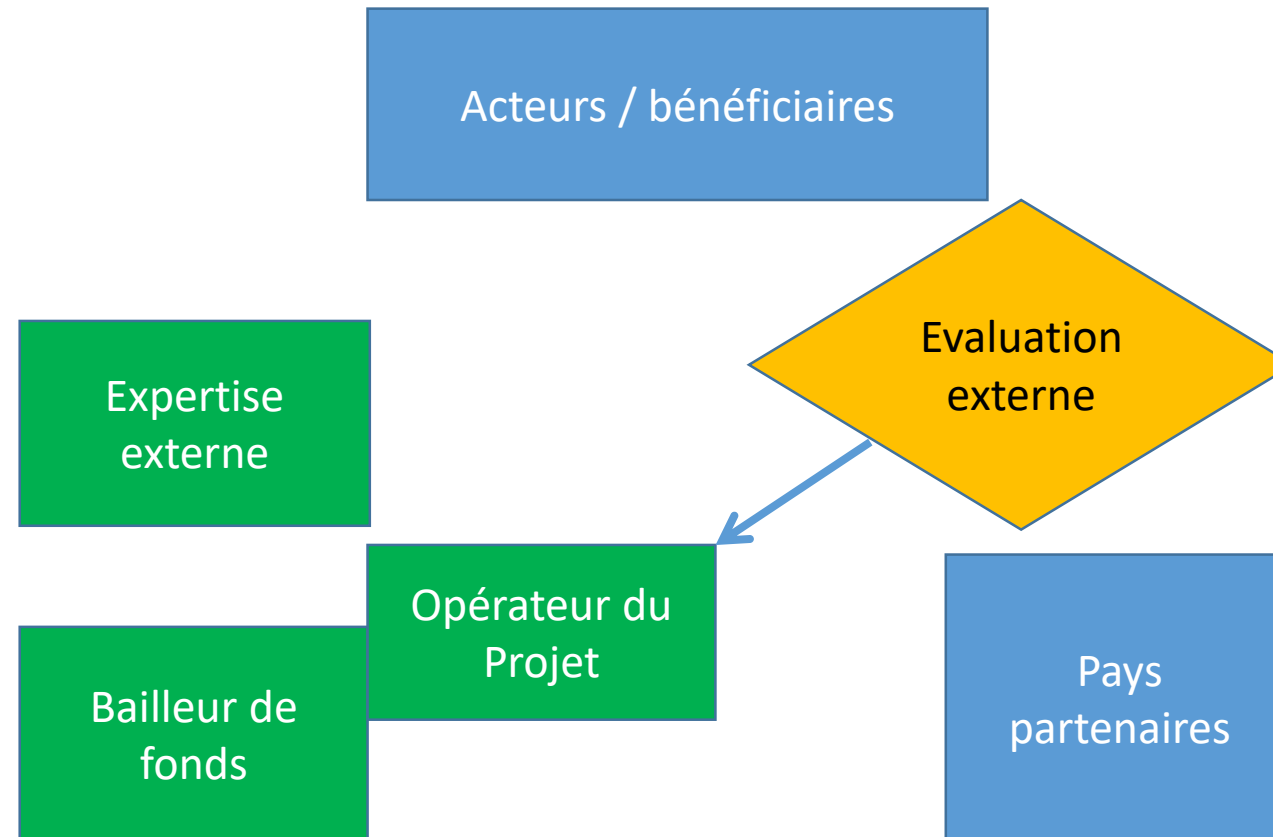 Acteurs / bénéficiaires
Evaluation
externe
Expertise
externe
Opérateur du
Projet
Bailleur de
fonds
Pays
partenaires